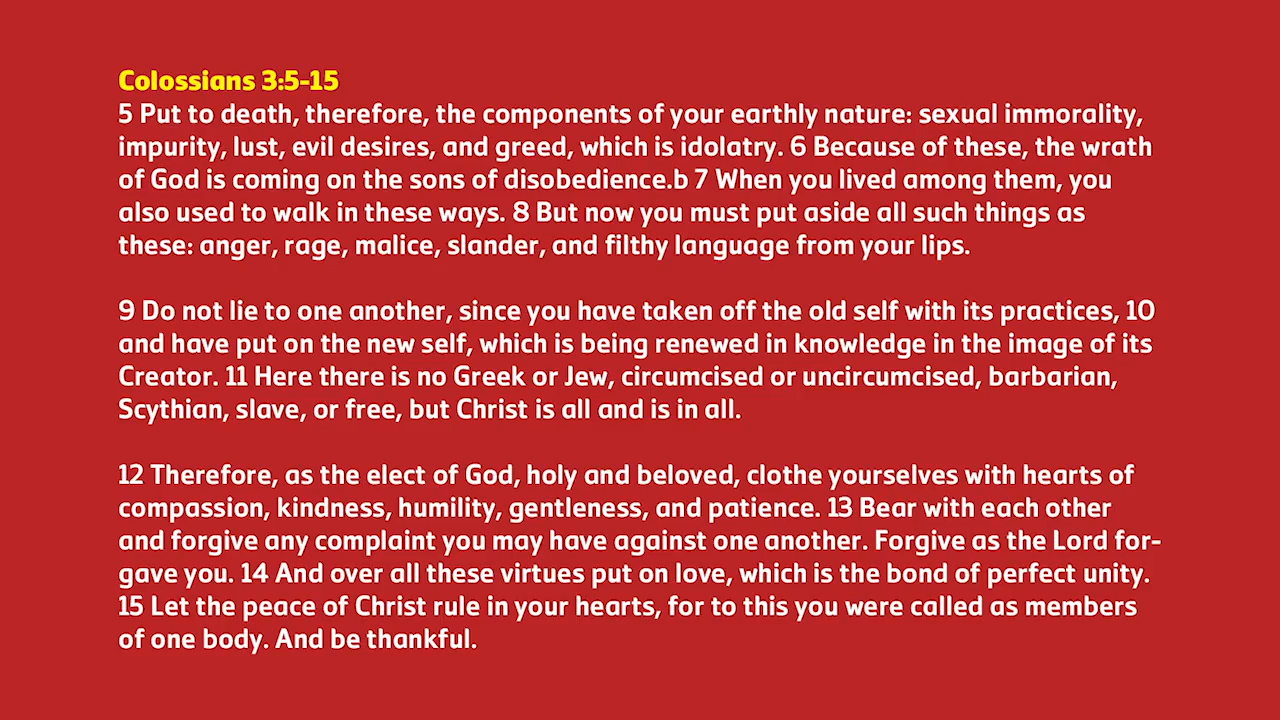 Colossians 3:5-15
5 Put to death, therefore, the components of your earthly nature: sexual immorality,
impurity, lust, evil desires, and greed, which is idolatry. 6 Because of these, the wrath
of God is coming on the sons of disobedience.b 7 When you lived among them, you
also used to walk in these ways. 8 But now you must put aside all such things as
these: anger, rage, malice, slander, and filthy language from your lips.
9 Do not lie to one another, since you have taken off the old self with its practices, 10
and have put on the new self, which is being renewed in knowledge in the image of its
Creator. 11 Here there is no Greek or Jew, circumcised or uncircumcised, barbarian,
Scythian, slave, or free, but Christ is all and is in all.
12 Therefore, as the elect of God, holy and beloved, clothe yourselves with hearts of
compassion, kindness, humility, gentleness, and patience. 13 Bear with each other
and forgive any complaint you may have against one another. Forgive as the Lord for-
gave you. 14 And over all these virtues put on love, which is the bond of perfect unity.
15 Let the peace of Christ rule in your hearts, for to this you were called as members
of one body. And be thankful.